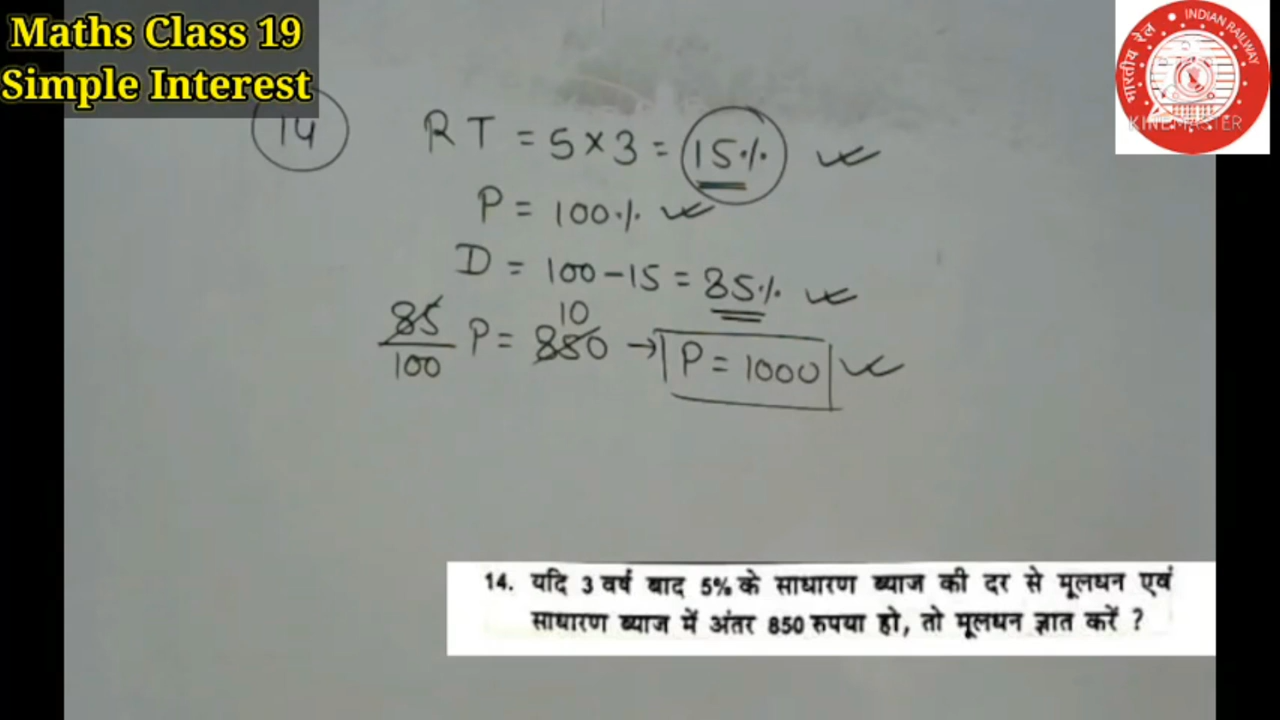 Maths Class 19
Simple Interest
भारतीय रेल
INDIAN RAILWAY
KINEMASTER
14
RT = 5 × 3 = 15%
P = 100%
D = 100 - 15 = 85%
10
85/100 P = 850 → P = 1000
14. यदि 3 वर्ष बाद 5% के साधारण ब्याज की दर से मूलधन एवं
साधारण ब्याज में अंतर 850 रुपया हो, तो मूलधन ज्ञात करें ?